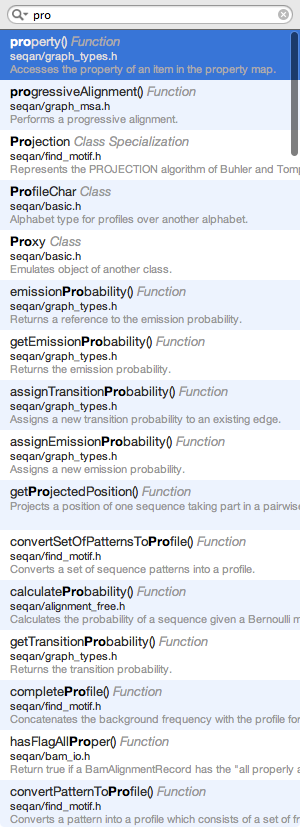 pro
property() Function
seqan/graph_types.h
Accesses the property of an item in the property map.
progressiveAlignment() Function
seqan/graph_msa.h
Performs a progressive alignment.
Projection Class Specialization
seqan/find_motif.h
Represents the PROJECTION algorithm of Buhler and Tomp
ProfileChar Class
seqan/basic.h
Alphabet type for profiles over another alphabet.
Proxy Class
seqan/basic.h
Emulates object of another class.
emissionProbability() Function
seqan/graph_types.h
Returns a reference to the emission probability.
getEmissionProbability() Function
seqan/graph_types.h
Returns the emission probability.
assignTransitionProbability() Function
seqan/graph_types.h
Assigns a new transition probability to an existing edge.
assignEmissionProbability() Function
seqan/graph_types.h
Assigns a new emission probability.
getProjectedPosition() Function
Projects a position of one sequence taking part in a pairwise
convertSetOfPatternsToProfile() Function
seqan/find_motif.h
Converts a set of sequence patterns into a profile.
calculateProbability() Function
seqan/alignment_free.h
Calculates the probability of a sequence given a Bernoulli m
getTransitionProbability() Function
seqan/graph_types.h
Returns the transition probability.
completeProfile() Function
seqan/find_motif.h
Concatenates the background frequency with the profile for
hasFlagAllProper() Function
seqan/bam_io.h
Return true if a BamAlignmentRecord has the "all properly a
convertPatternToProfile() Function
seqan/find_motif.h
Converts a pattern into a profile which consists of a set of fr